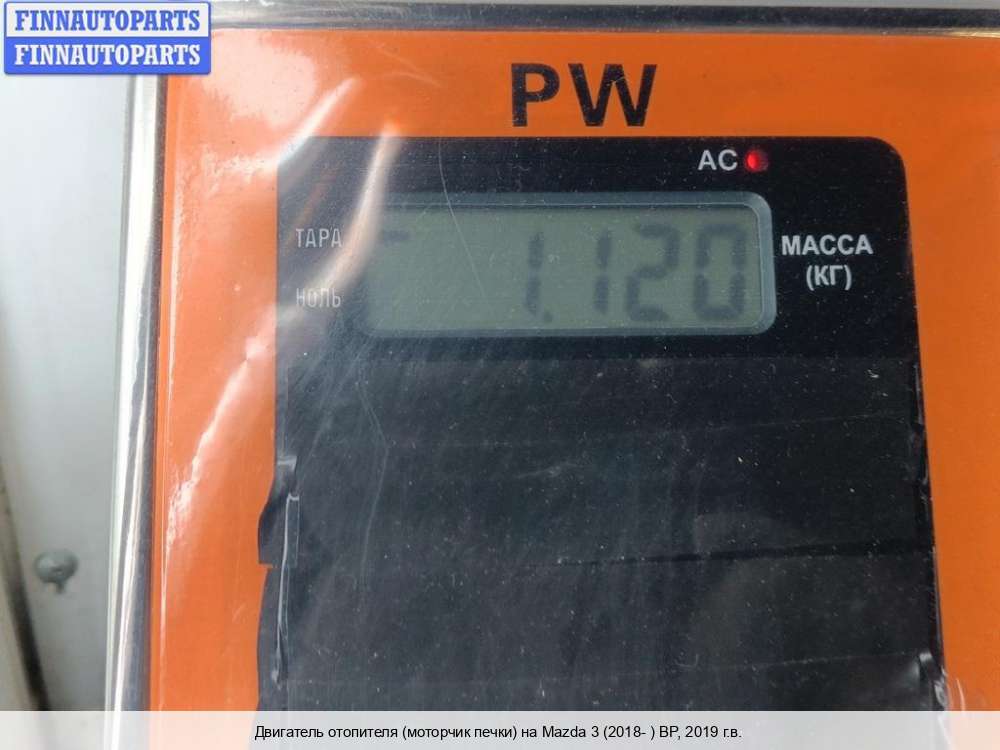 FINNAUTOPARTS
FINNAUTOPARTS
PW
AC
ТАРА
1.120
МАССА
(КГ)
НОЛЬ
Двигатель отопителя (моторчик печки) на Mazda 3 (2018- ) BP, 2019 г.в.